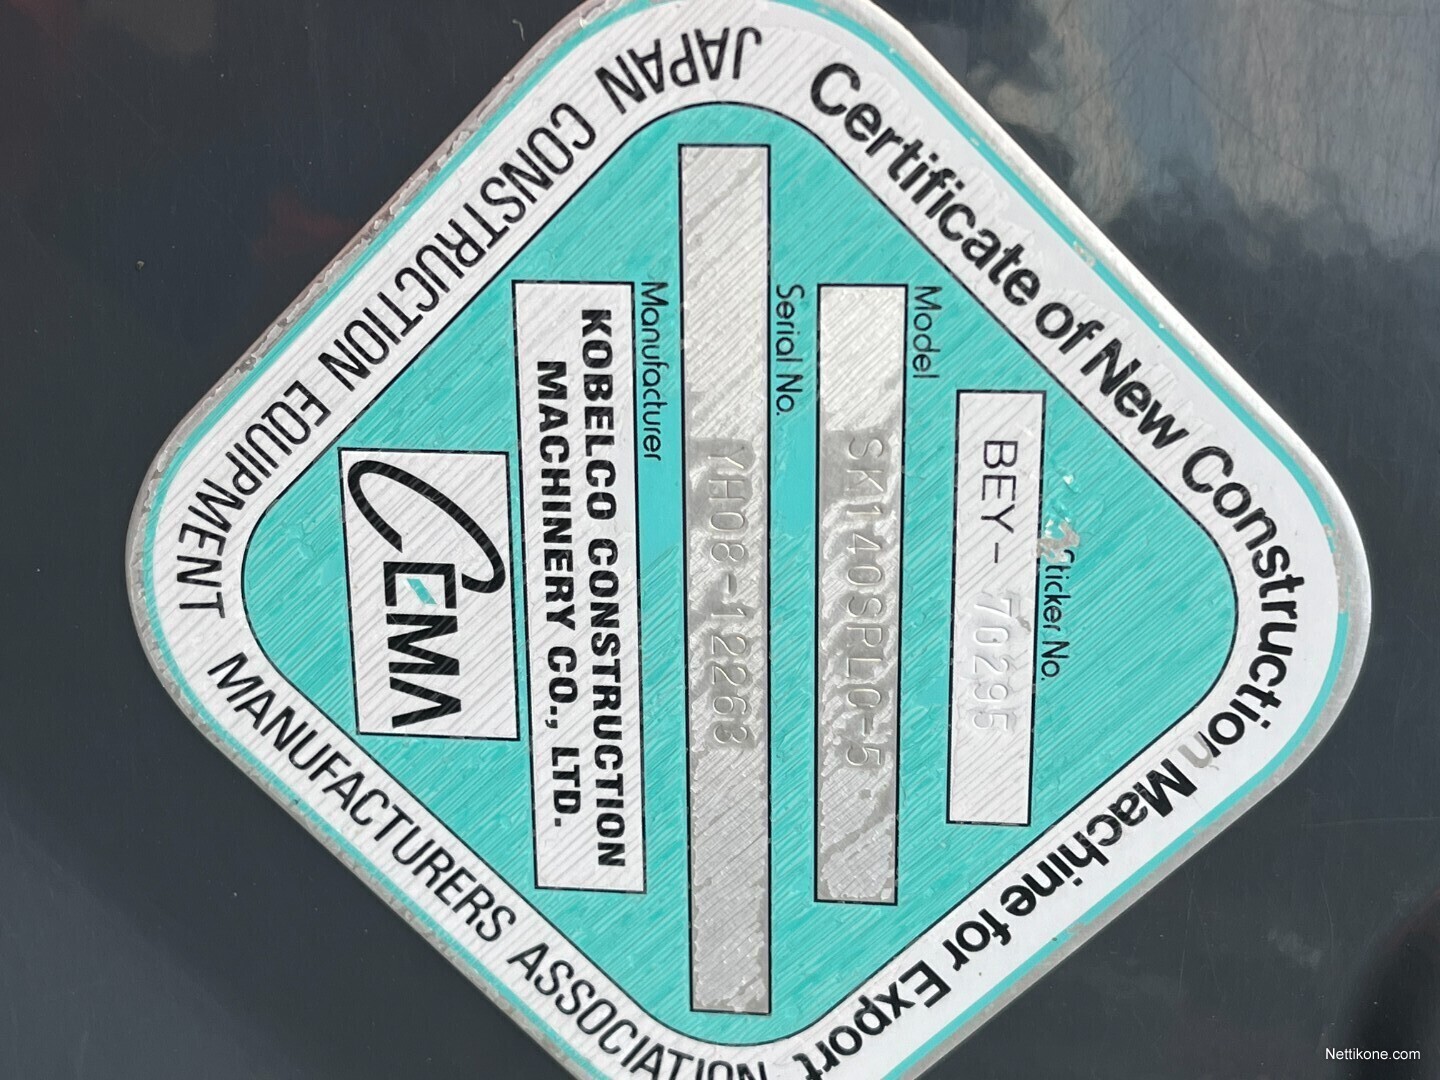 Certificate of New Construction Machine for Export
Sticker No.
BEY- 70295
Model
SK140SRLC-5
Serial No.
YH08-12263
Manufacturer
KOBELCO CONSTRUCTION
MACHINERY CO., LTD.
CEMA
JAPAN CONSTRUCTION EQUIPMENT
MANUFACTURERS ASSOCIATION
Nettikone.com